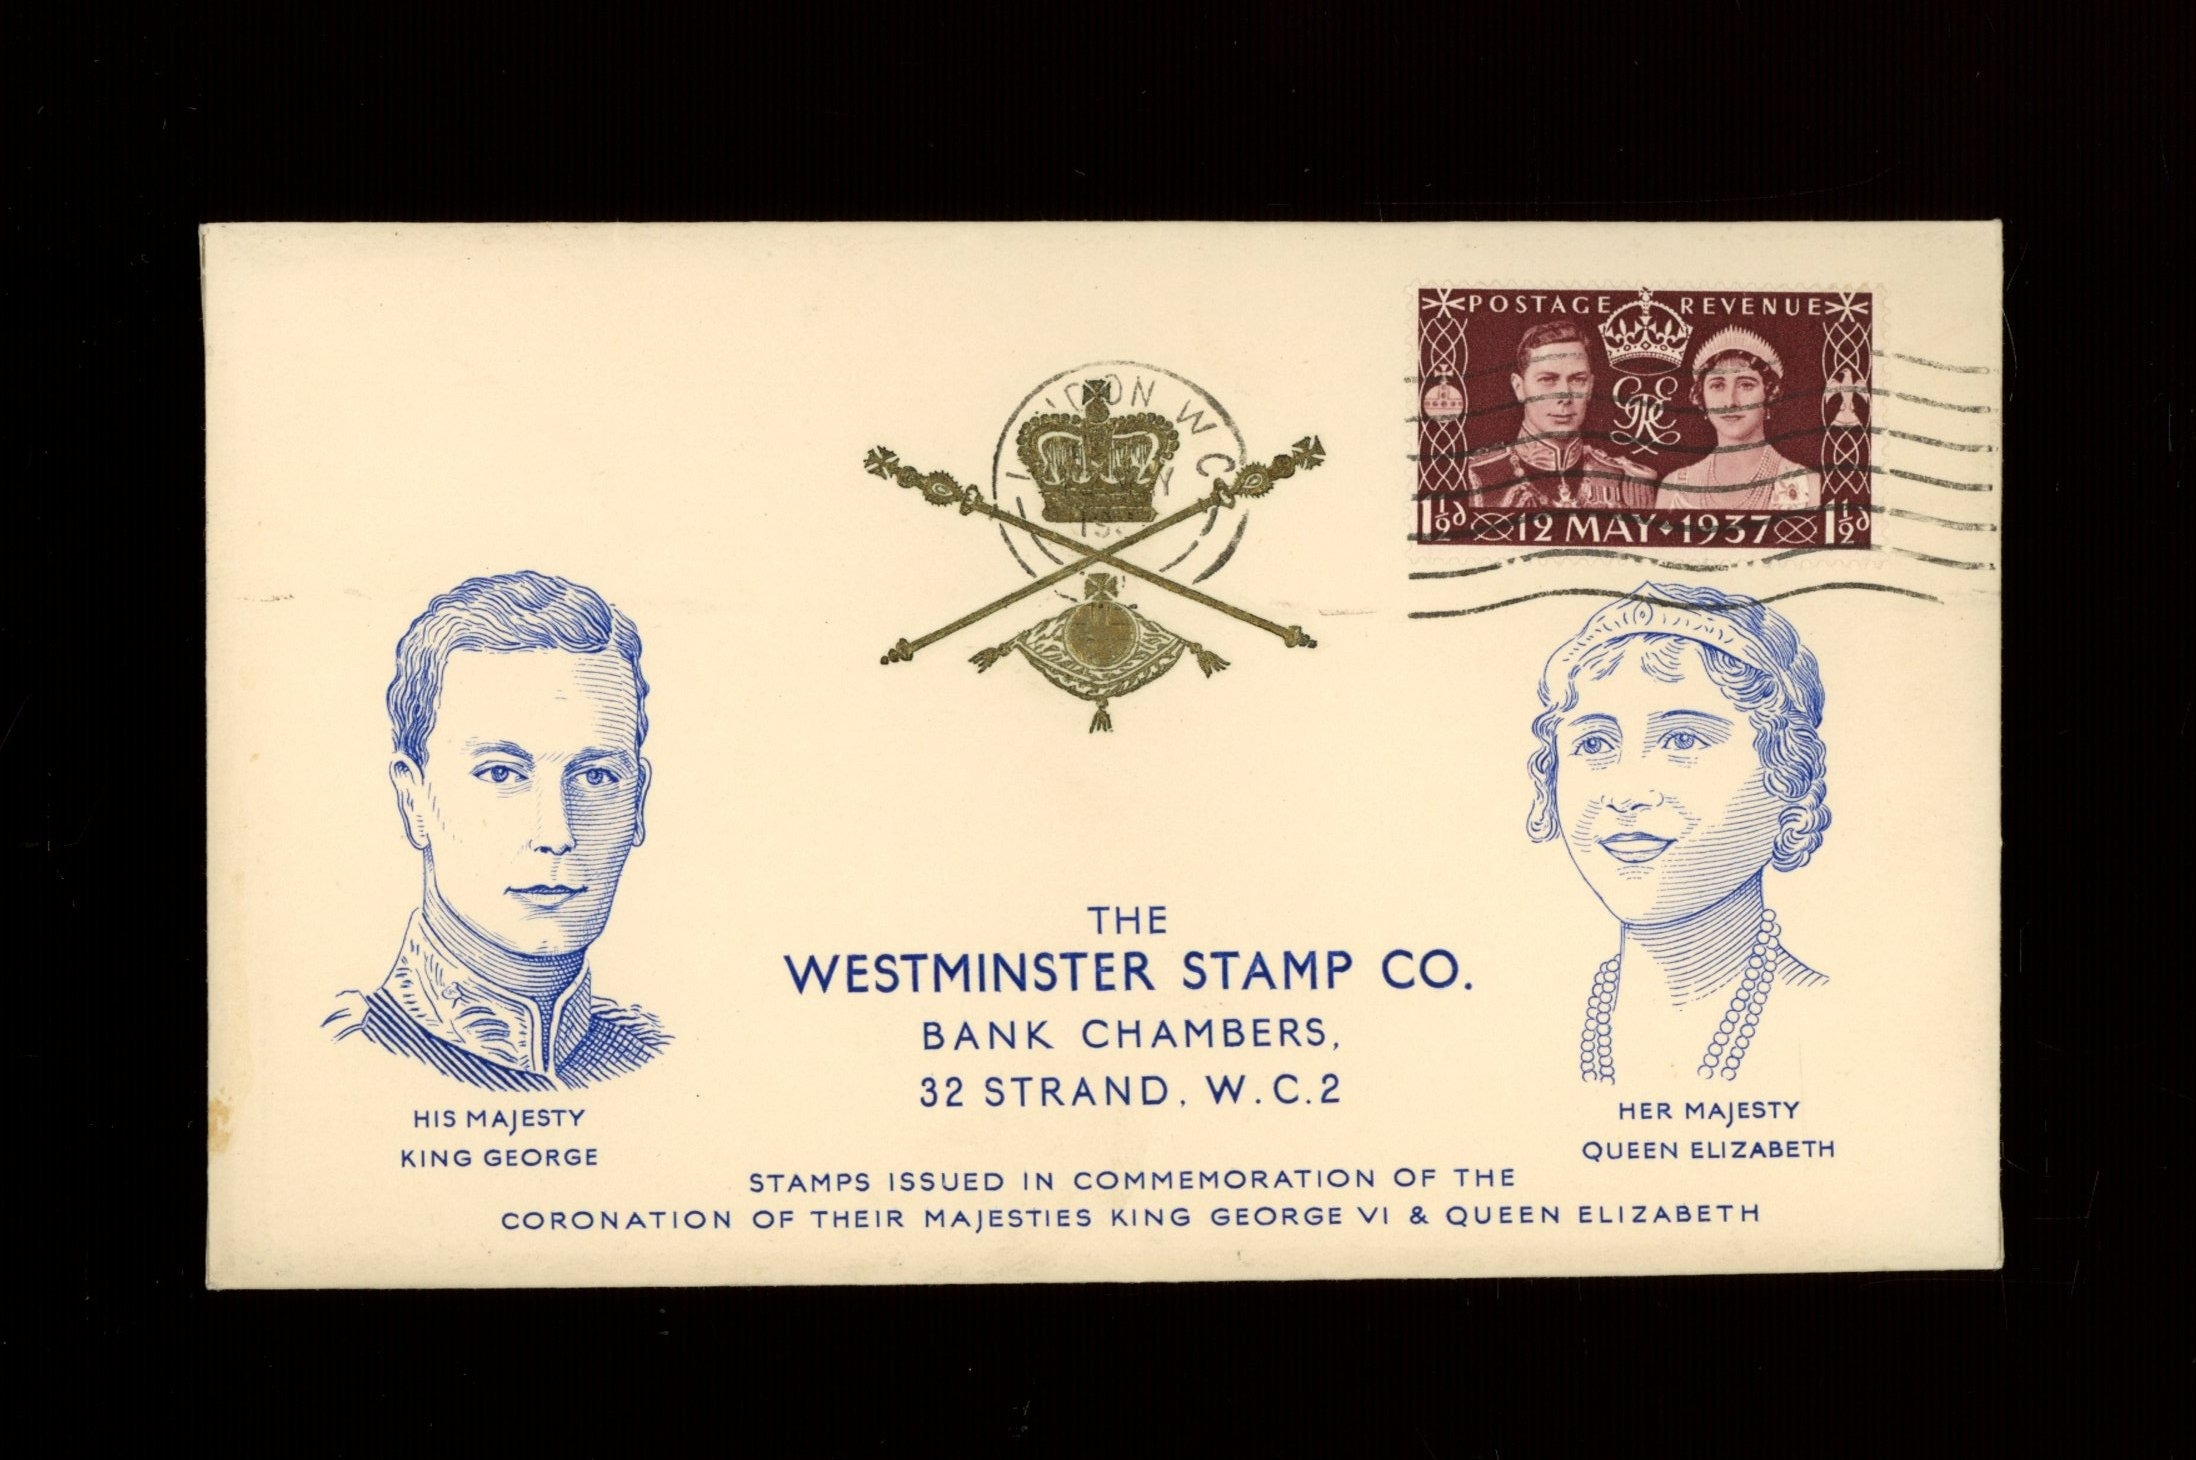 POSTAGE REVENUE
1½d 12 MAY · 1937 1½d
LONDON W C
THE
WESTMINSTER STAMP CO.
BANK CHAMBERS,
32 STRAND, W.C.2
HIS MAJESTY
KING GEORGE
HER MAJESTY
QUEEN ELIZABETH
STAMPS ISSUED IN COMMEMORATION OF THE
CORONATION OF THEIR MAJESTIES KING GEORGE VI & QUEEN ELIZABETH